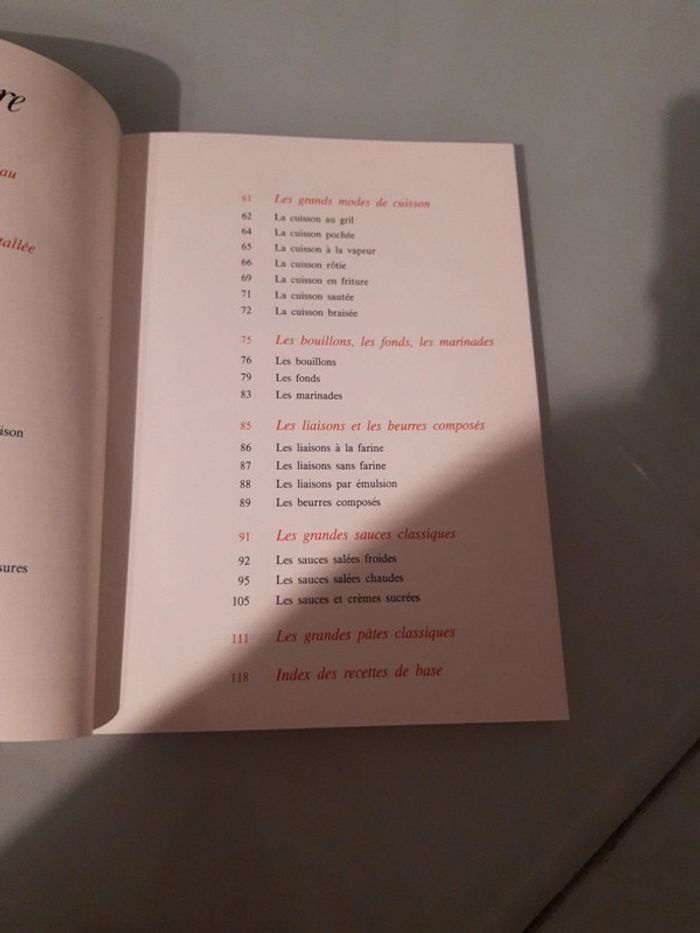 61 Les grands modes de cuisson
62 La cuisson au gril
64 La cuisson pochée
65 La cuisson à la vapeur
66 La cuisson rôtie
69 La cuisson en friture
71 La cuisson sautée
72 La cuisson braisée
75 Les bouillons, les fonds, les marinades
76 Les bouillons
79 Les fonds
83 Les marinades
85 Les liaisons et les beurres composés
86 Les liaisons à la farine
87 Les liaisons sans farine
88 Les liaisons par émulsion
89 Les beurres composés
91 Les grandes sauces classiques
92 Les sauces salées froides
95 Les sauces salées chaudes
105 Les sauces et crèmes sucrées
111 Les grandes pâtes classiques
118 Index des recettes de base